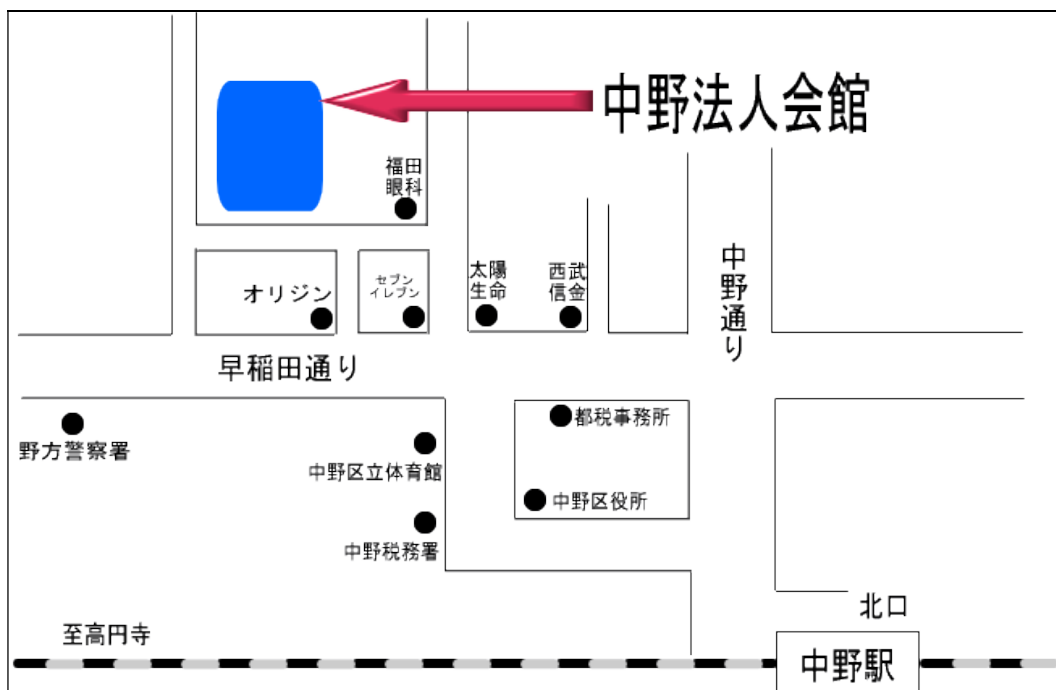 中野法人会館
福田
眼科
中野通り
太陽
生命
西武
信金
セブン
イレブン
オリジン
早稲田通り
都税事務所
野方警察署
中野区立体育館
中野区役所
中野税務署
北口
至高円寺
中野駅